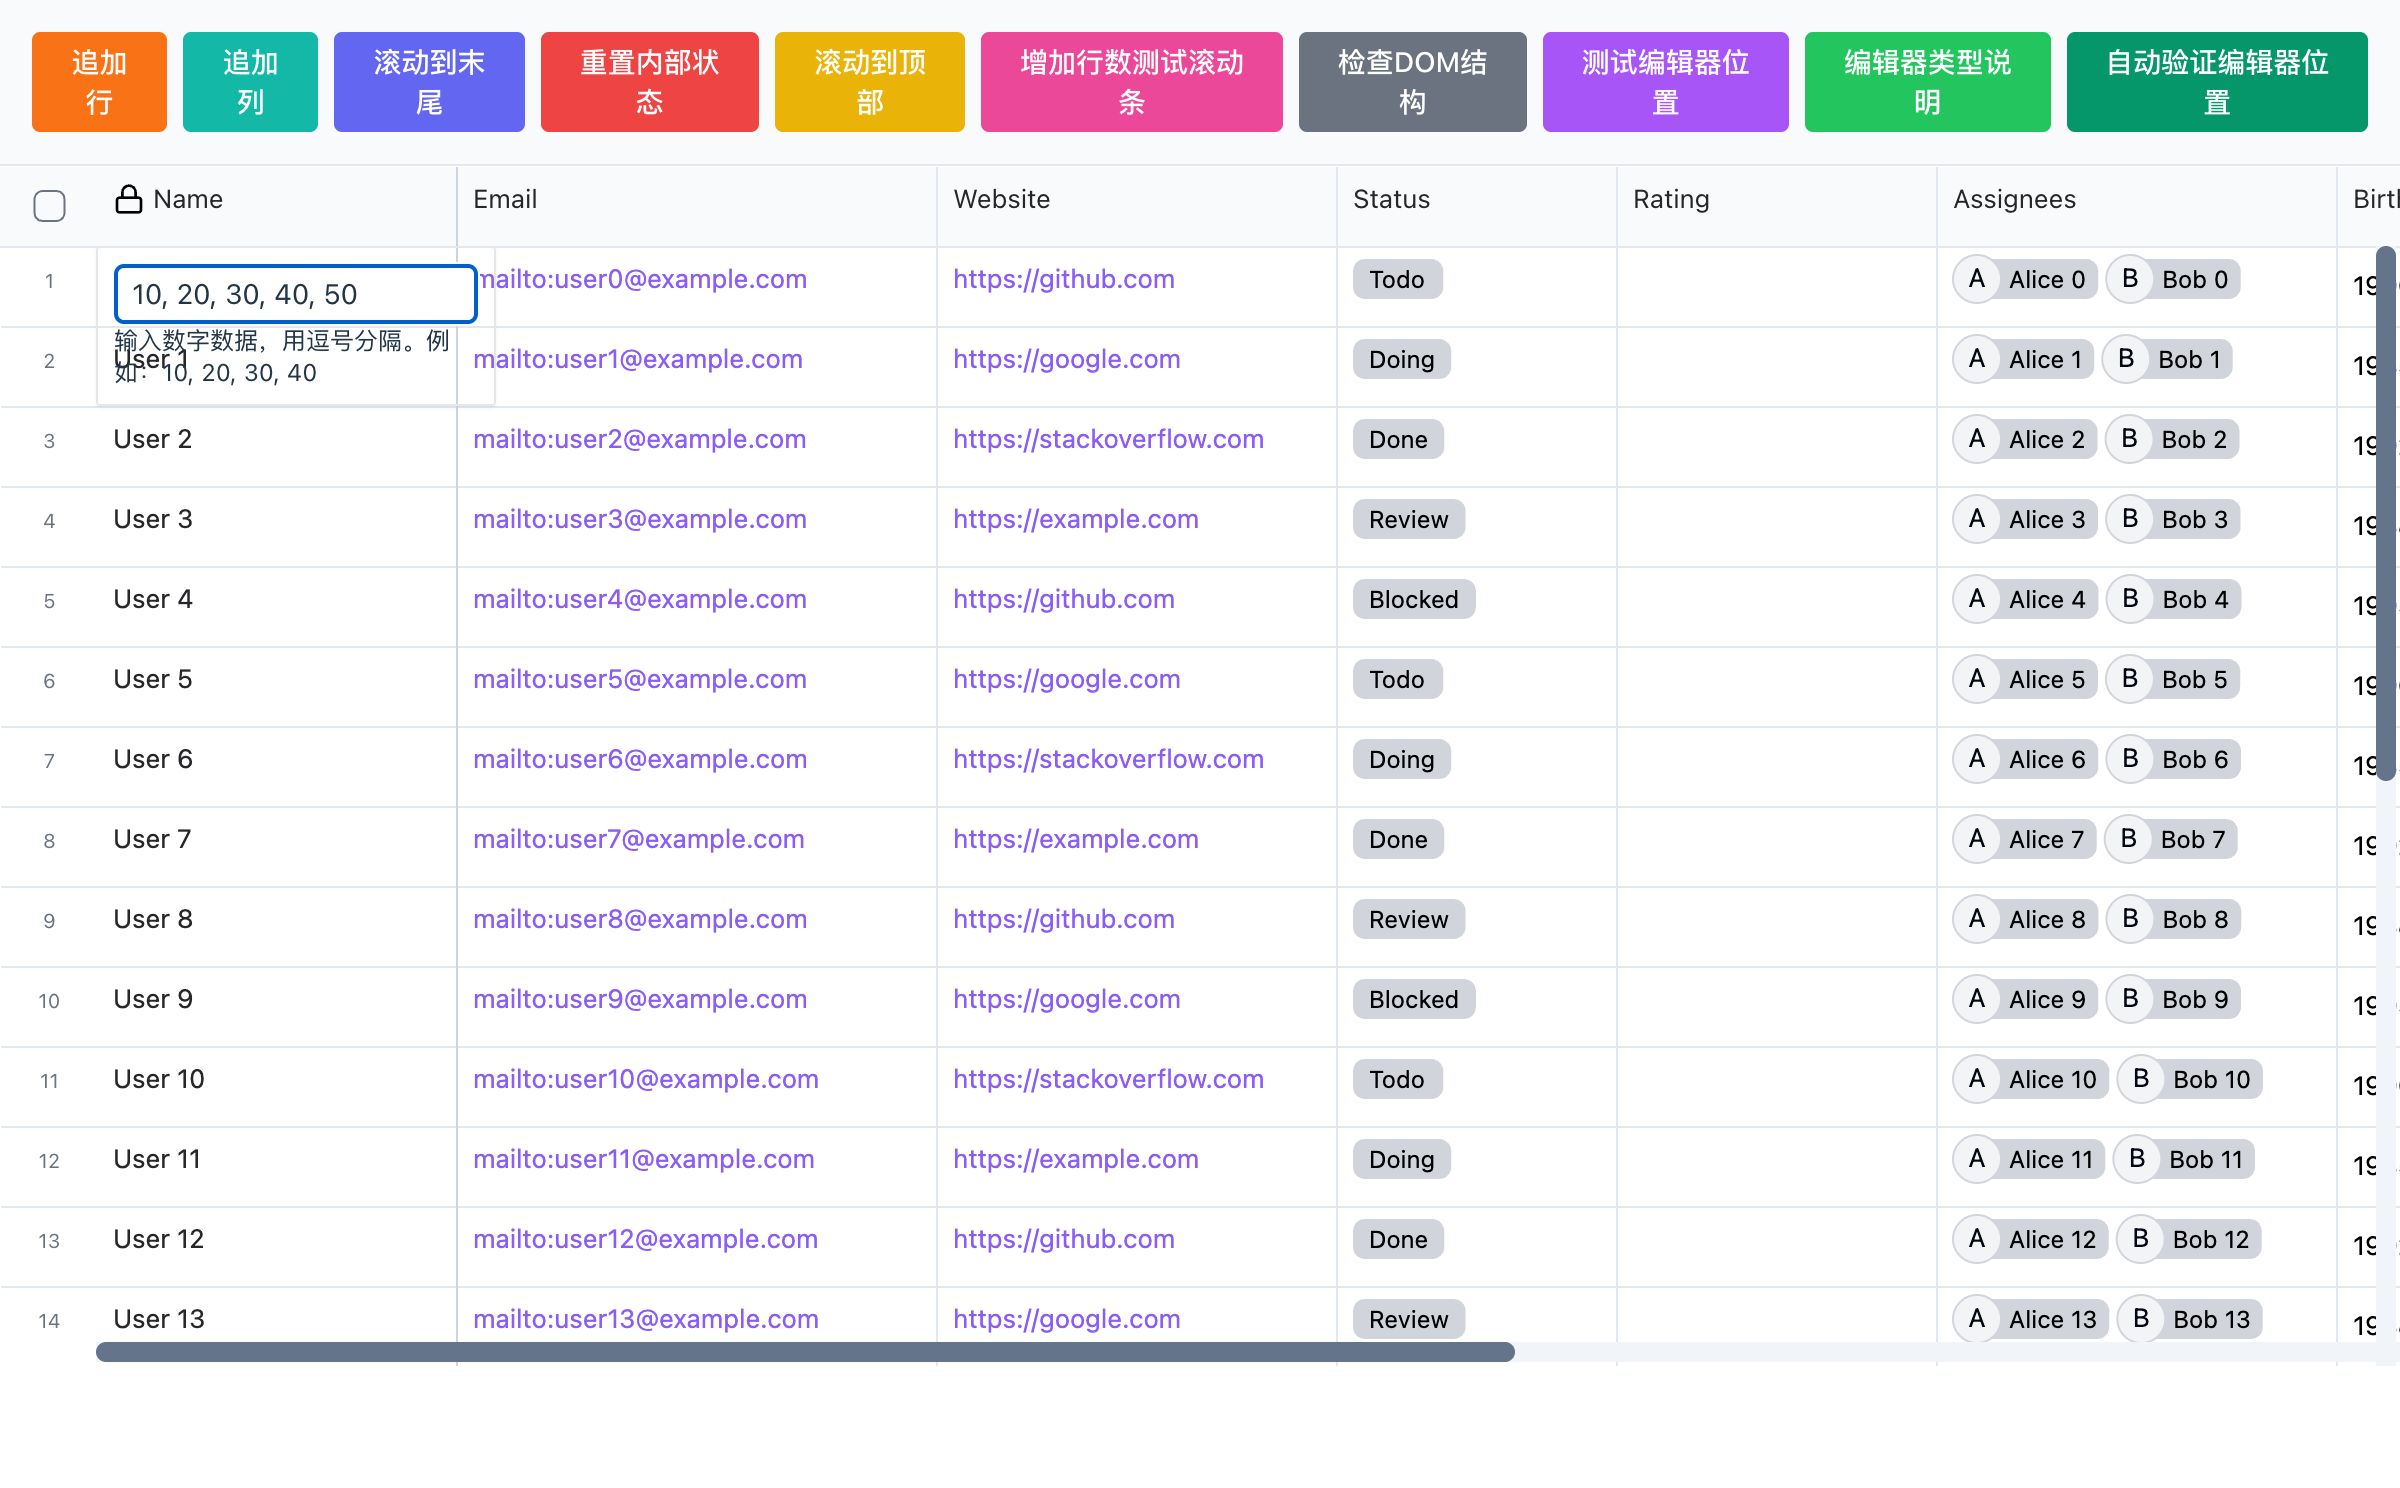 追加
行
追加
列
滚动到末
尾
重置内部状
态
滚动到顶
部
增加行数测试滚动
条
检查DOM结
构
测试编辑器位
置
编辑器类型说
明
自动验证编辑器位
置
Name Email Website Status Rating Assignees Birth
1 10, 20, 30, 40, 50 mailto:user0@example.com https://github.com Todo A Alice 0 B Bob 0 19
输入数字数据，用逗号分隔。例
2 User 1 mailto:user1@example.com https://google.com Doing A Alice 1 B Bob 1 19
如：10, 20, 30, 40
3 User 2 mailto:user2@example.com https://stackoverflow.com Done A Alice 2 B Bob 2 19
4 User 3 mailto:user3@example.com https://example.com Review A Alice 3 B Bob 3 19
5 User 4 mailto:user4@example.com https://github.com Blocked A Alice 4 B Bob 4 19
6 User 5 mailto:user5@example.com https://google.com Todo A Alice 5 B Bob 5 19
7 User 6 mailto:user6@example.com https://stackoverflow.com Doing A Alice 6 B Bob 6 19
8 User 7 mailto:user7@example.com https://example.com Done A Alice 7 B Bob 7 19
9 User 8 mailto:user8@example.com https://github.com Review A Alice 8 B Bob 8 19
10 User 9 mailto:user9@example.com https://google.com Blocked A Alice 9 B Bob 9 19
11 User 10 mailto:user10@example.com https://stackoverflow.com Todo A Alice 10 B Bob 10 19
12 User 11 mailto:user11@example.com https://example.com Doing A Alice 11 B Bob 11 19
13 User 12 mailto:user12@example.com https://github.com Done A Alice 12 B Bob 12 19
14 User 13 mailto:user13@example.com https://google.com Review A Alice 13 B Bob 13 19